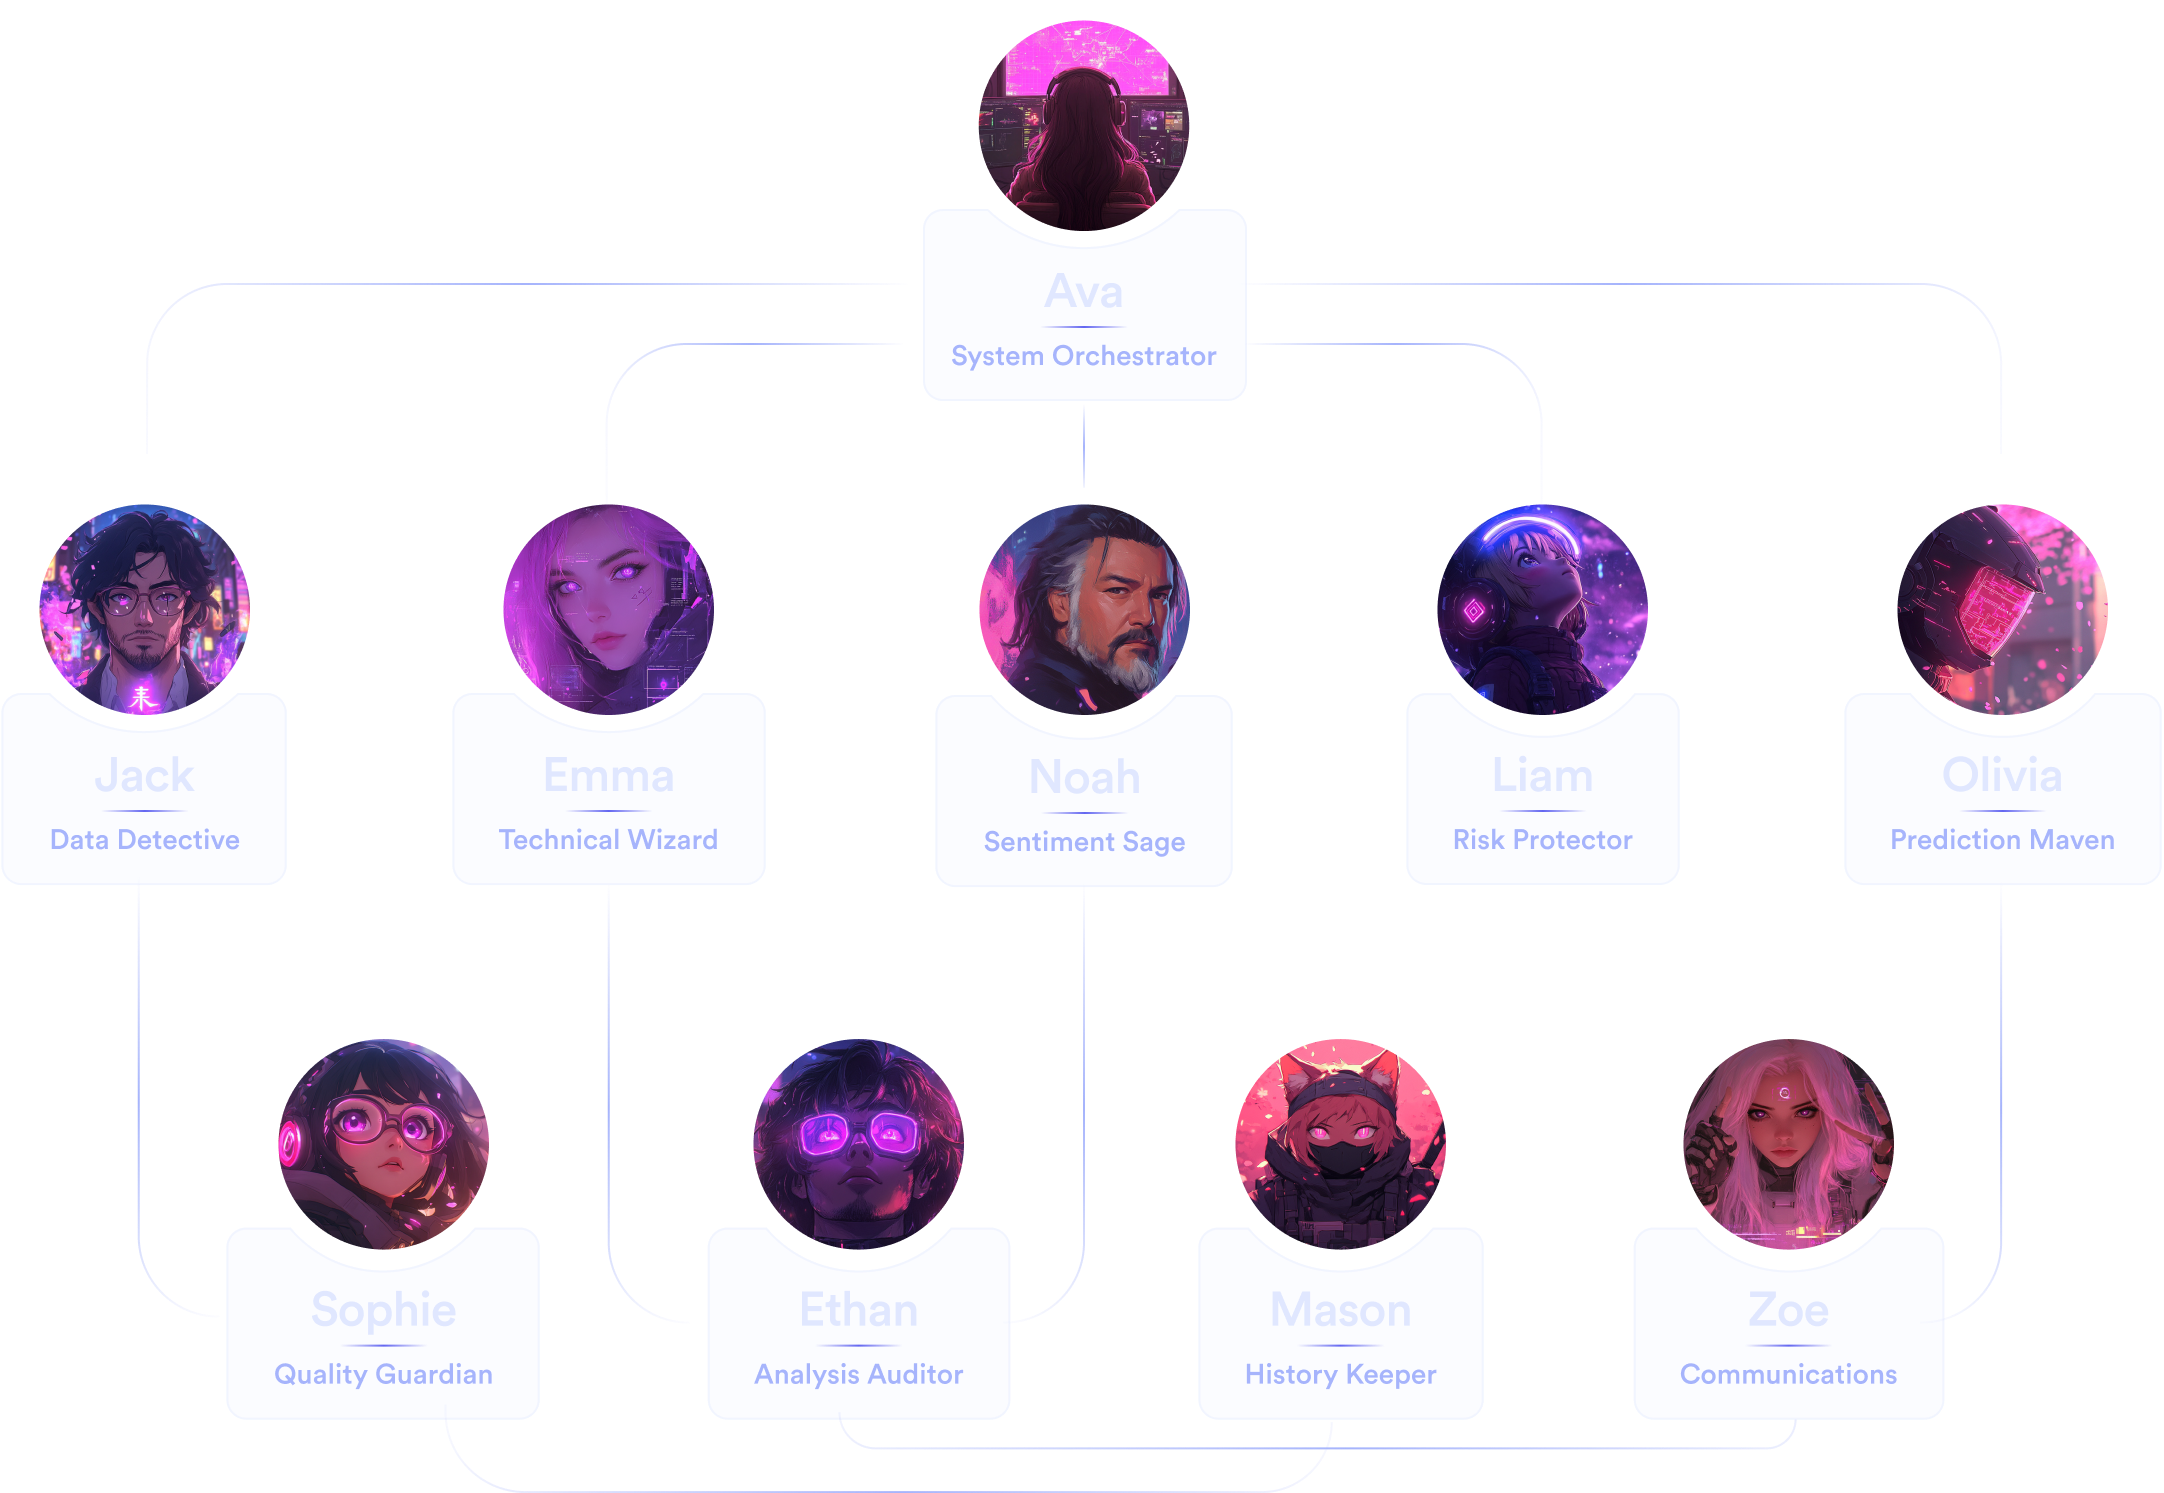 Ava
System Orchestrator
Jack
Data Detective
Emma
Technical Wizard
Noah
Sentiment Sage
Liam
Risk Protector
Olivia
Prediction Maven
Sophie
Quality Guardian
Ethan
Analysis Auditor
Mason
History Keeper
Zoe
Communications